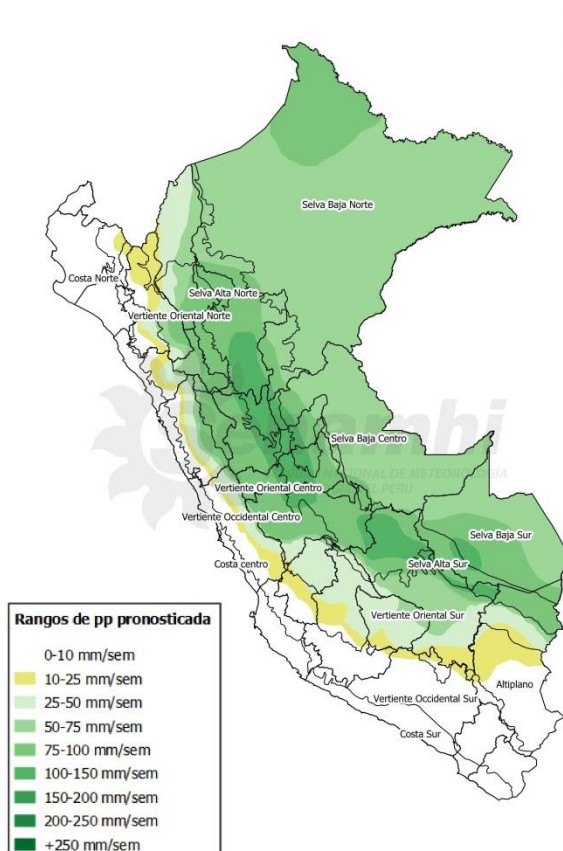 Selva Baja Norte
Costa Norte
Selva Alta Norte
Vertiente Oriental Norte
Selva Baja Centro
NACIONAL DE METEOROLOGÍA
PERÚ
Vertiente Oriental Centro
Vertiente Occidental Centro
Selva Baja Sur
Costa centro
Selva Alta Sur
Vertiente Oriental Sur
Altiplano
Vertiente Occidental Sur
Costa Sur
Rangos de pp pronosticada
0-10 mm/sem
10-25 mm/sem
25-50 mm/sem
50-75 mm/sem
75-100 mm/sem
100-150 mm/sem
150-200 mm/sem
200-250 mm/sem
+250 mm/sem